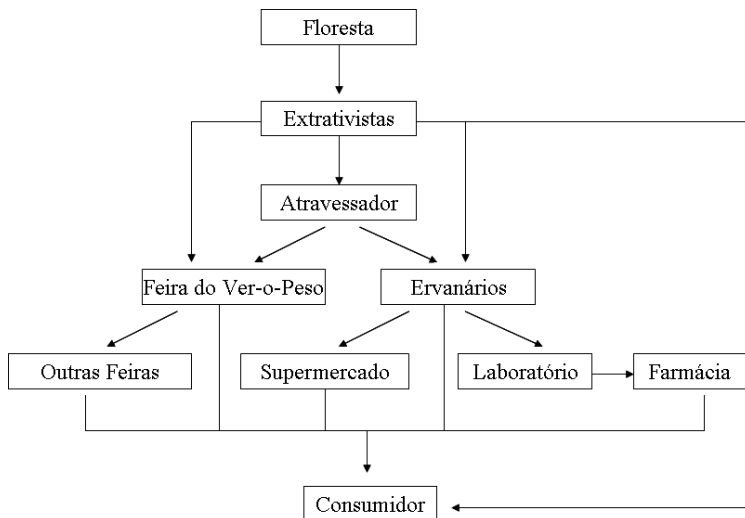 Floresta
Extrativistas
Atravessador
Feira do Ver-o-Peso
Ervanários
Outras Feiras
Supermercado
Laboratório
Farmácia
Consumidor